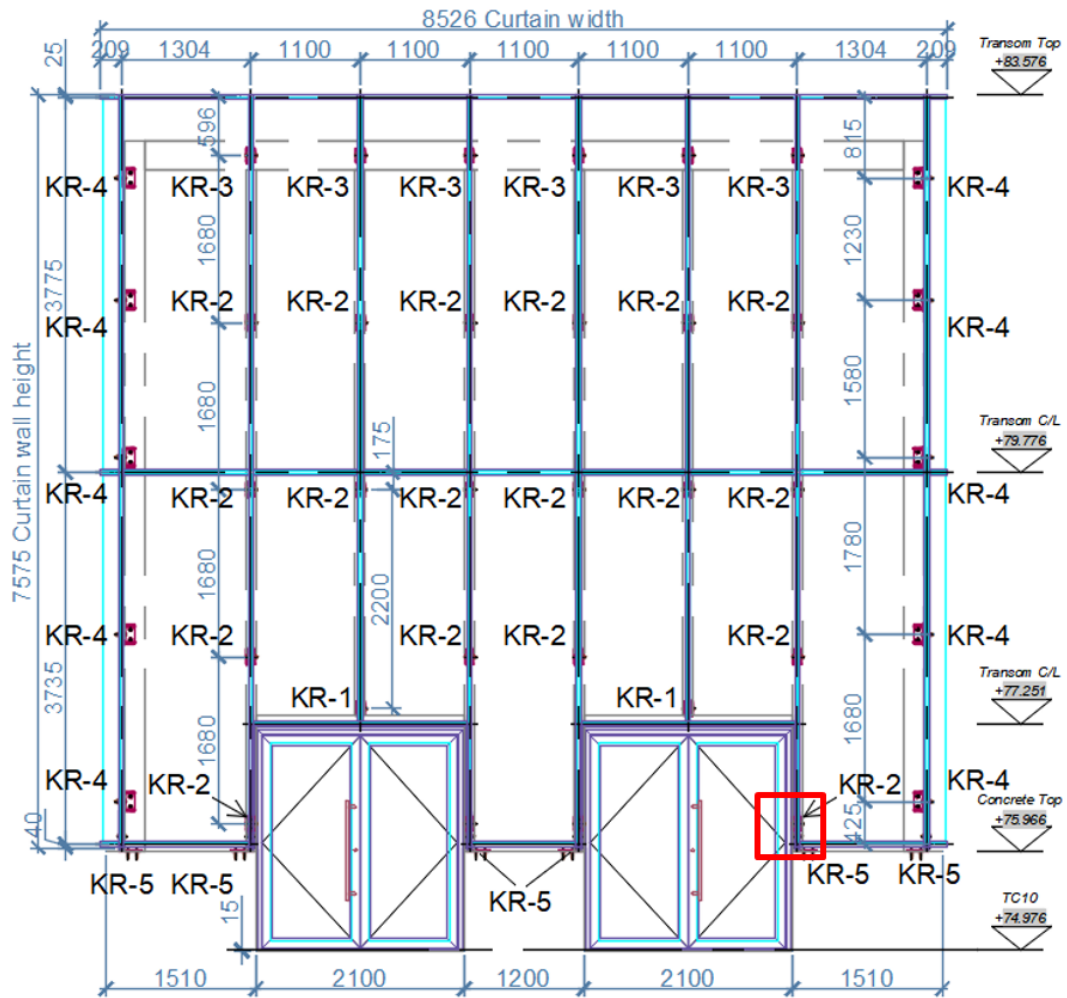 8526 Curtain width
209 1304 1100 1100 1100 1100 1100 1304 209
25
Transom Top
+83.576
596
815
KR-4 KR-3 KR-3 KR-3 KR-3 KR-3 KR-3 KR-4
1680
1230
3775
KR-2 KR-2 KR-2 KR-2 KR-2 KR-2
KR-4 KR-4
7575 Curtain wall height
1680
1580
175
Transom C/L
+79.776
KR-4 KR-2 KR-2 KR-2 KR-2 KR-2 KR-2 KR-4
1680
2200
1780
KR-4 KR-2 KR-2 KR-2 KR-2 KR-4
3735
Transom C/L
+77.251
KR-1 KR-1
1680
1680
KR-4 KR-2 KR-2 KR-4
Concrete Top
+75.966
40
425
KR-5 KR-5 KR-5 KR-5 KR-5
15
TC10
+74.976
1510 2100 1200 2100 1510